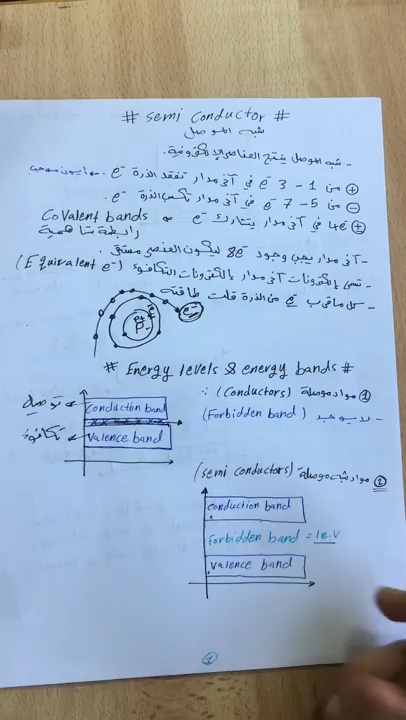 # Semi Conductor #
شبه الموصل
- شبه الموصل ينتج العناصر الإلكترونية.
(+) من 1 - 3 e⁻ في آخر مدار تفقد الذرة e⁻.
(-) من 5 - 7 e⁻ في آخر مدار تكسب الذرة e⁻.
(±) 4e في آخر مدار يتشارك e⁻ Covalent bands
رابطة تساهمية
- آخر مدار يجب وجود 8e ليكون العنصر مستقر.
- تسمى إلكترونات آخر مدار بإلكترونات التكافؤ (Equivalent e⁻)
- كل ما قرب e من الذرة قلت طاقته
e⁻
e⁻
P
# Energy levels & energy bands #
① مواد موصلة (Conductors) :
- لا يوجد (Forbidden band)
توصيل
Conduction band
تكافؤ
Valence band
② مواد شبه موصلة (semi conductors)
Conduction band
Forbidden band = 1e.V
Valence band
①